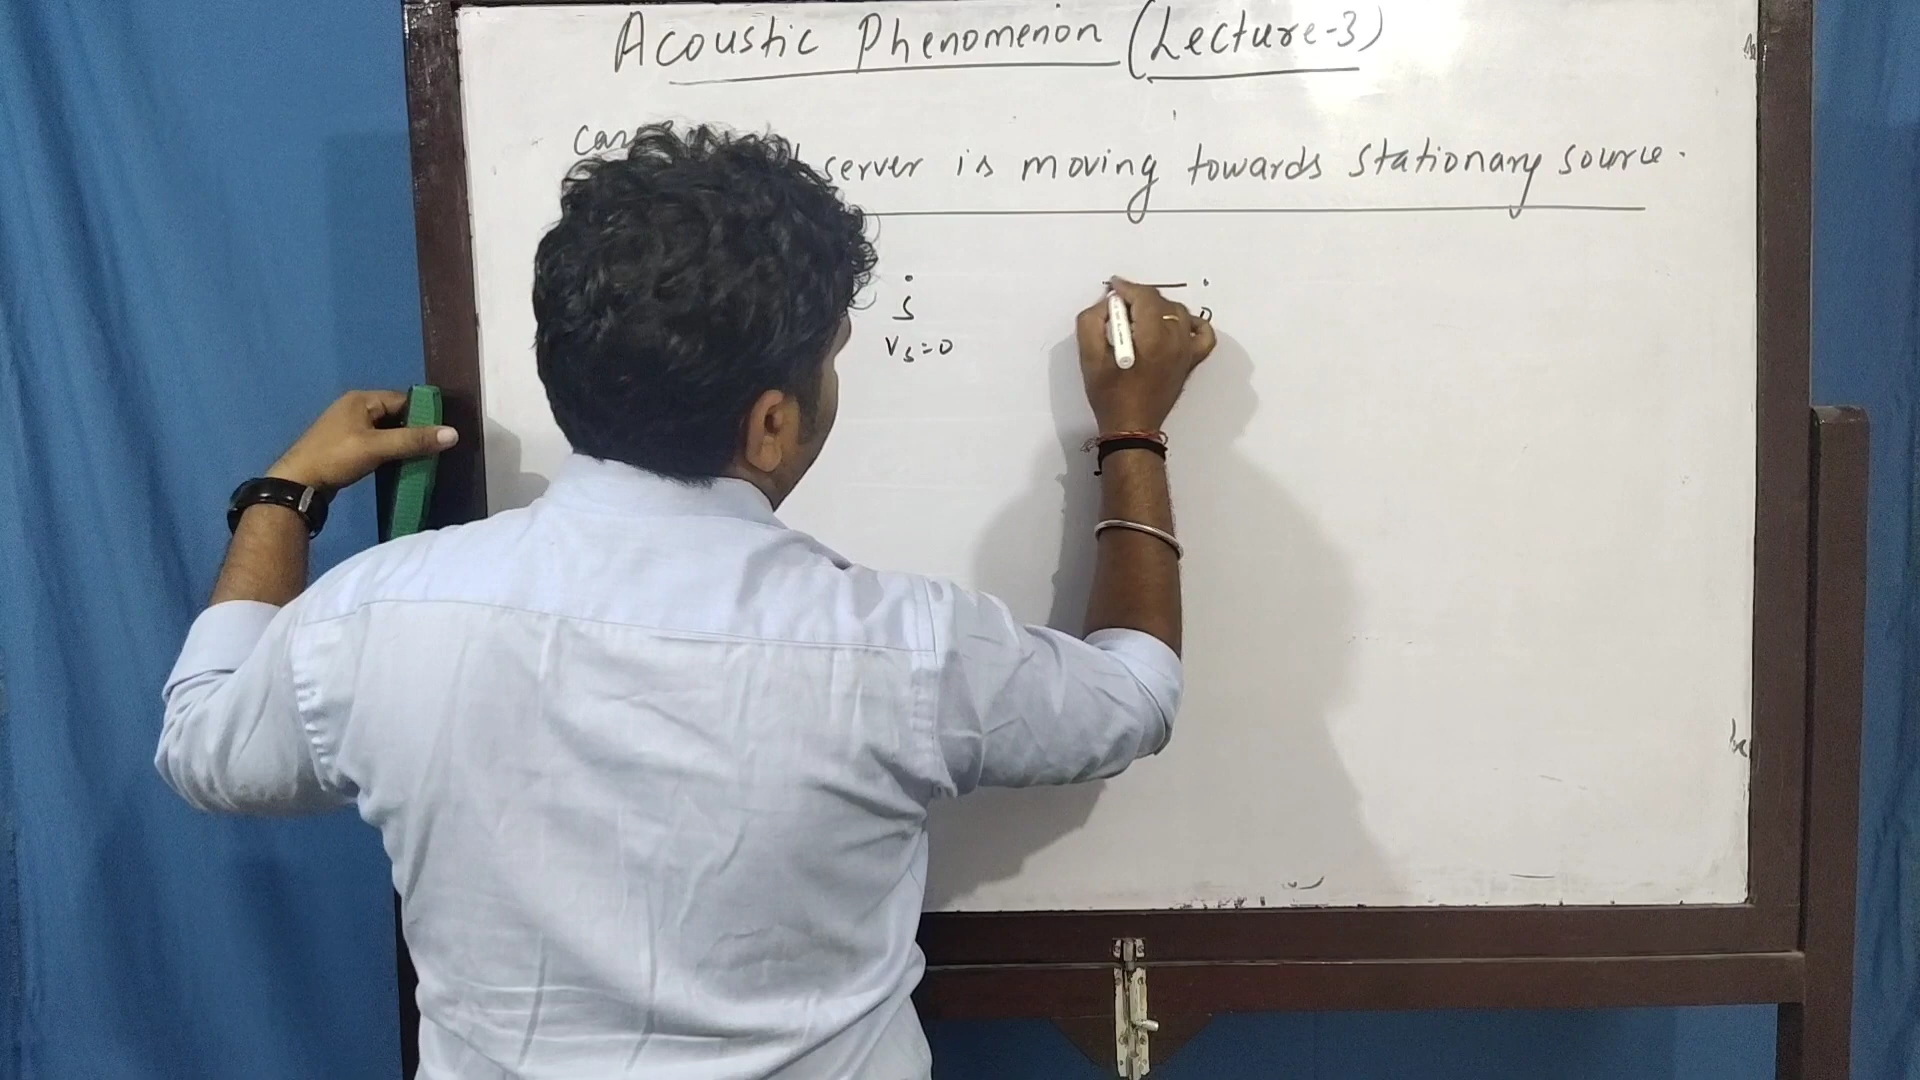 Acoustic Phenomenon (Lecture-3)
server is moving towards stationary source.
S
O
Vs=0